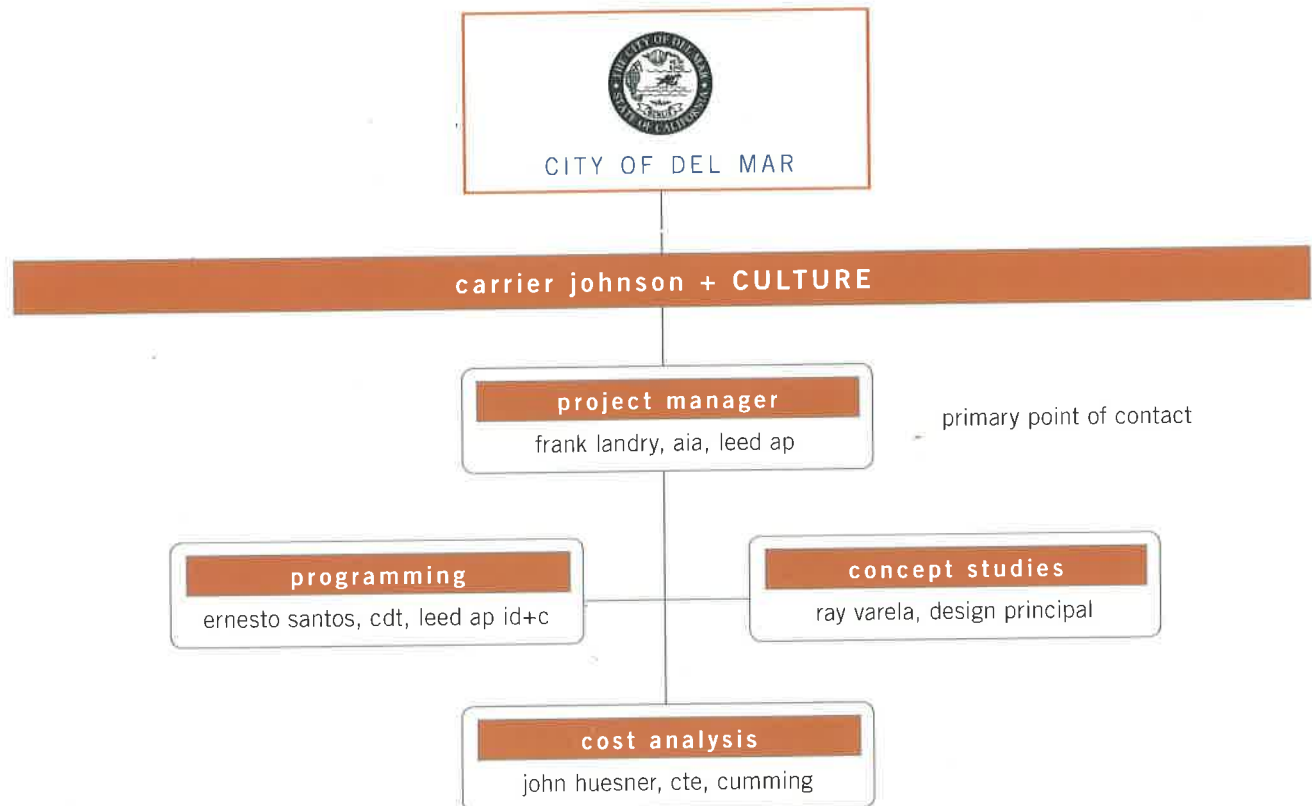 THE CITY OF DEL MAR
STATE OF CALIFORNIA
CITY OF DEL MAR
carrier johnson + CULTURE
project manager
frank landry, aia, leed ap
primary point of contact
programming
ernesto santos, cdt, leed ap id+c
concept studies
ray varela, design principal
cost analysis
john huesner, cte, cumming